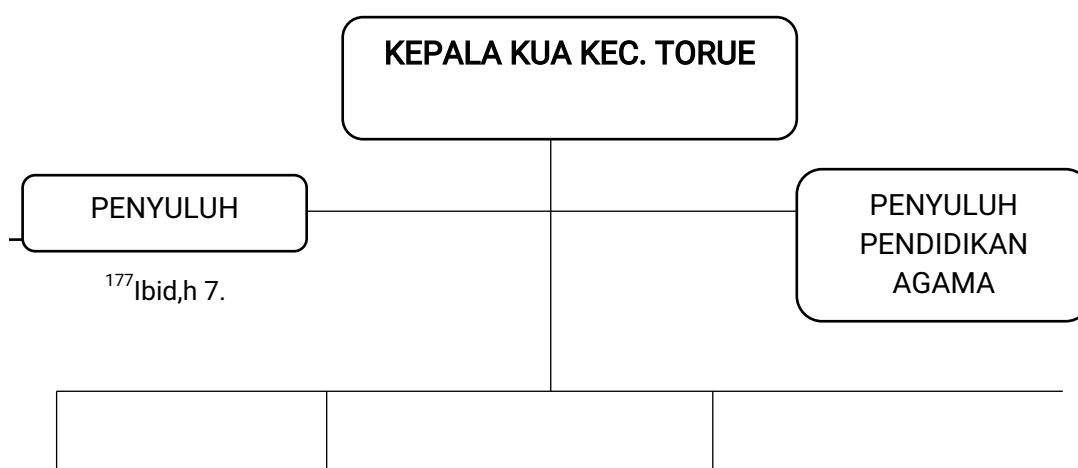 KEPALA KUA KEC. TORUE
PENYULUH
PENYULUH
PENDIDIKAN
AGAMA
177Ibid,h 7.